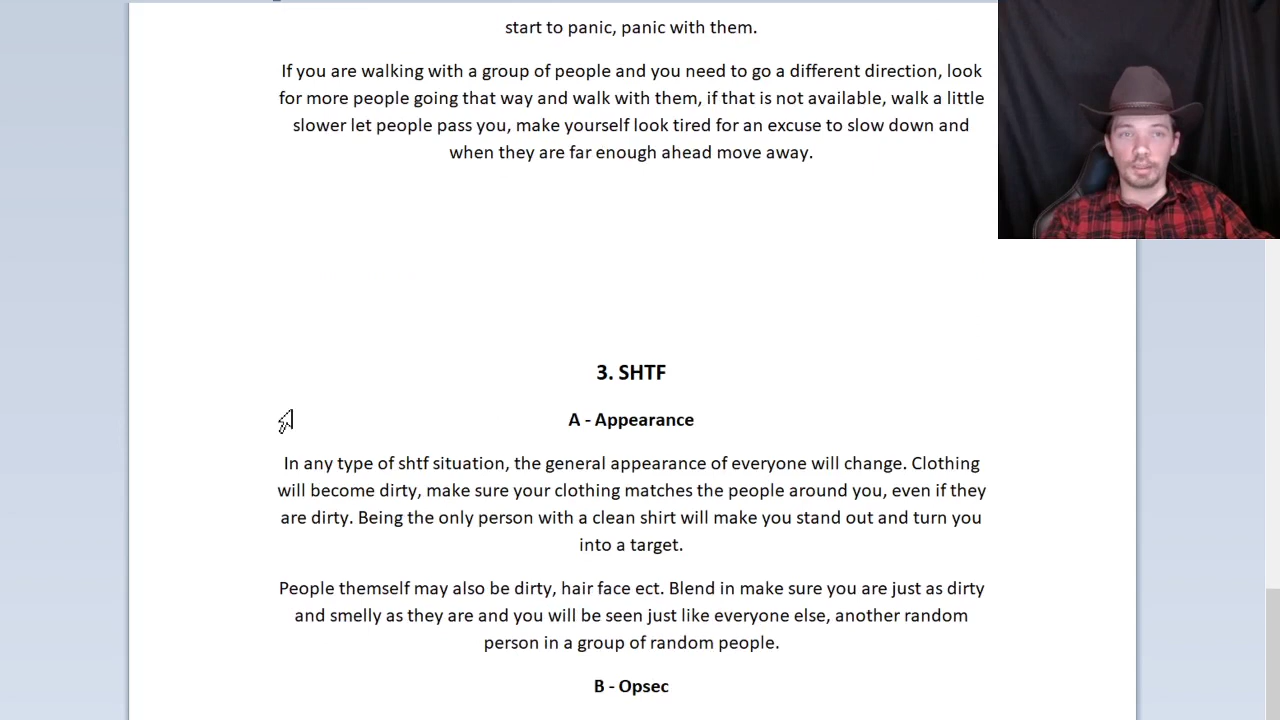 start to panic, panic with them.
If you are walking with a group of people and you need to go a different direction, look
for more people going that way and walk with them, if that is not available, walk a little
slower let people pass you, make yourself look tired for an excuse to slow down and
when they are far enough ahead move away.
3. SHTF
A - Appearance
In any type of shtf situation, the general appearance of everyone will change. Clothing
will become dirty, make sure your clothing matches the people around you, even if they
are dirty. Being the only person with a clean shirt will make you stand out and turn you
into a target.
People themself may also be dirty, hair face ect. Blend in make sure you are just as dirty
and smelly as they are and you will be seen just like everyone else, another random
person in a group of random people.
B - Opsec